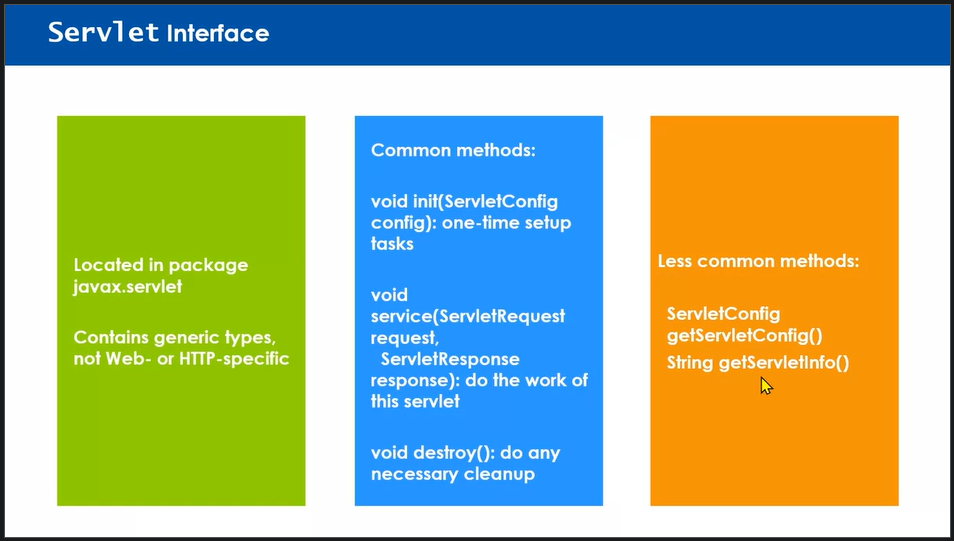 Servlet Interface
Located in package
javax.servlet
Contains generic types,
not Web- or HTTP-specific
Common methods:
void init(ServletConfig
config): one-time setup
tasks
void
service(ServletRequest
request,
ServletResponse
response): do the work of
this servlet
void destroy(): do any
necessary cleanup
Less common methods:
ServletConfig
getServletConfig()
String getServletInfo()